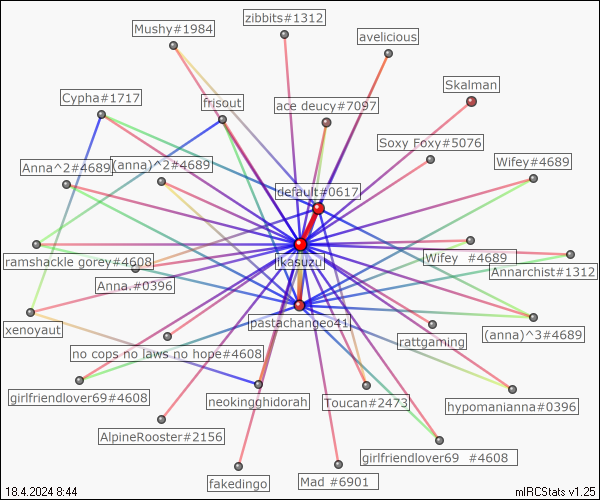 zibbits#1312
Mushy#1984
avelicious
Skalman
Cypha#1717
frisout
ace deucy#7097
Soxy Foxy#5076
Anna^2#4689
(anna)^2#4689
Wifey#4689
default#0617
ikasuzu
ramshackle gorey#4608
Wifey  #4689
Annarchist#1312
Anna.#0396
pastachangeo41
xenoyaut
(anna)^3#4689
rattgaming
no cops no laws no hope#4608
girlfriendlover69#4608
neokingghidorah
Toucan#2473
hypomanianna#0396
AlpineRooster#2156
girlfriendlover69  #4608
fakedingo
Mad #6901
18.4.2024 8:44
mIRCStats v1.25